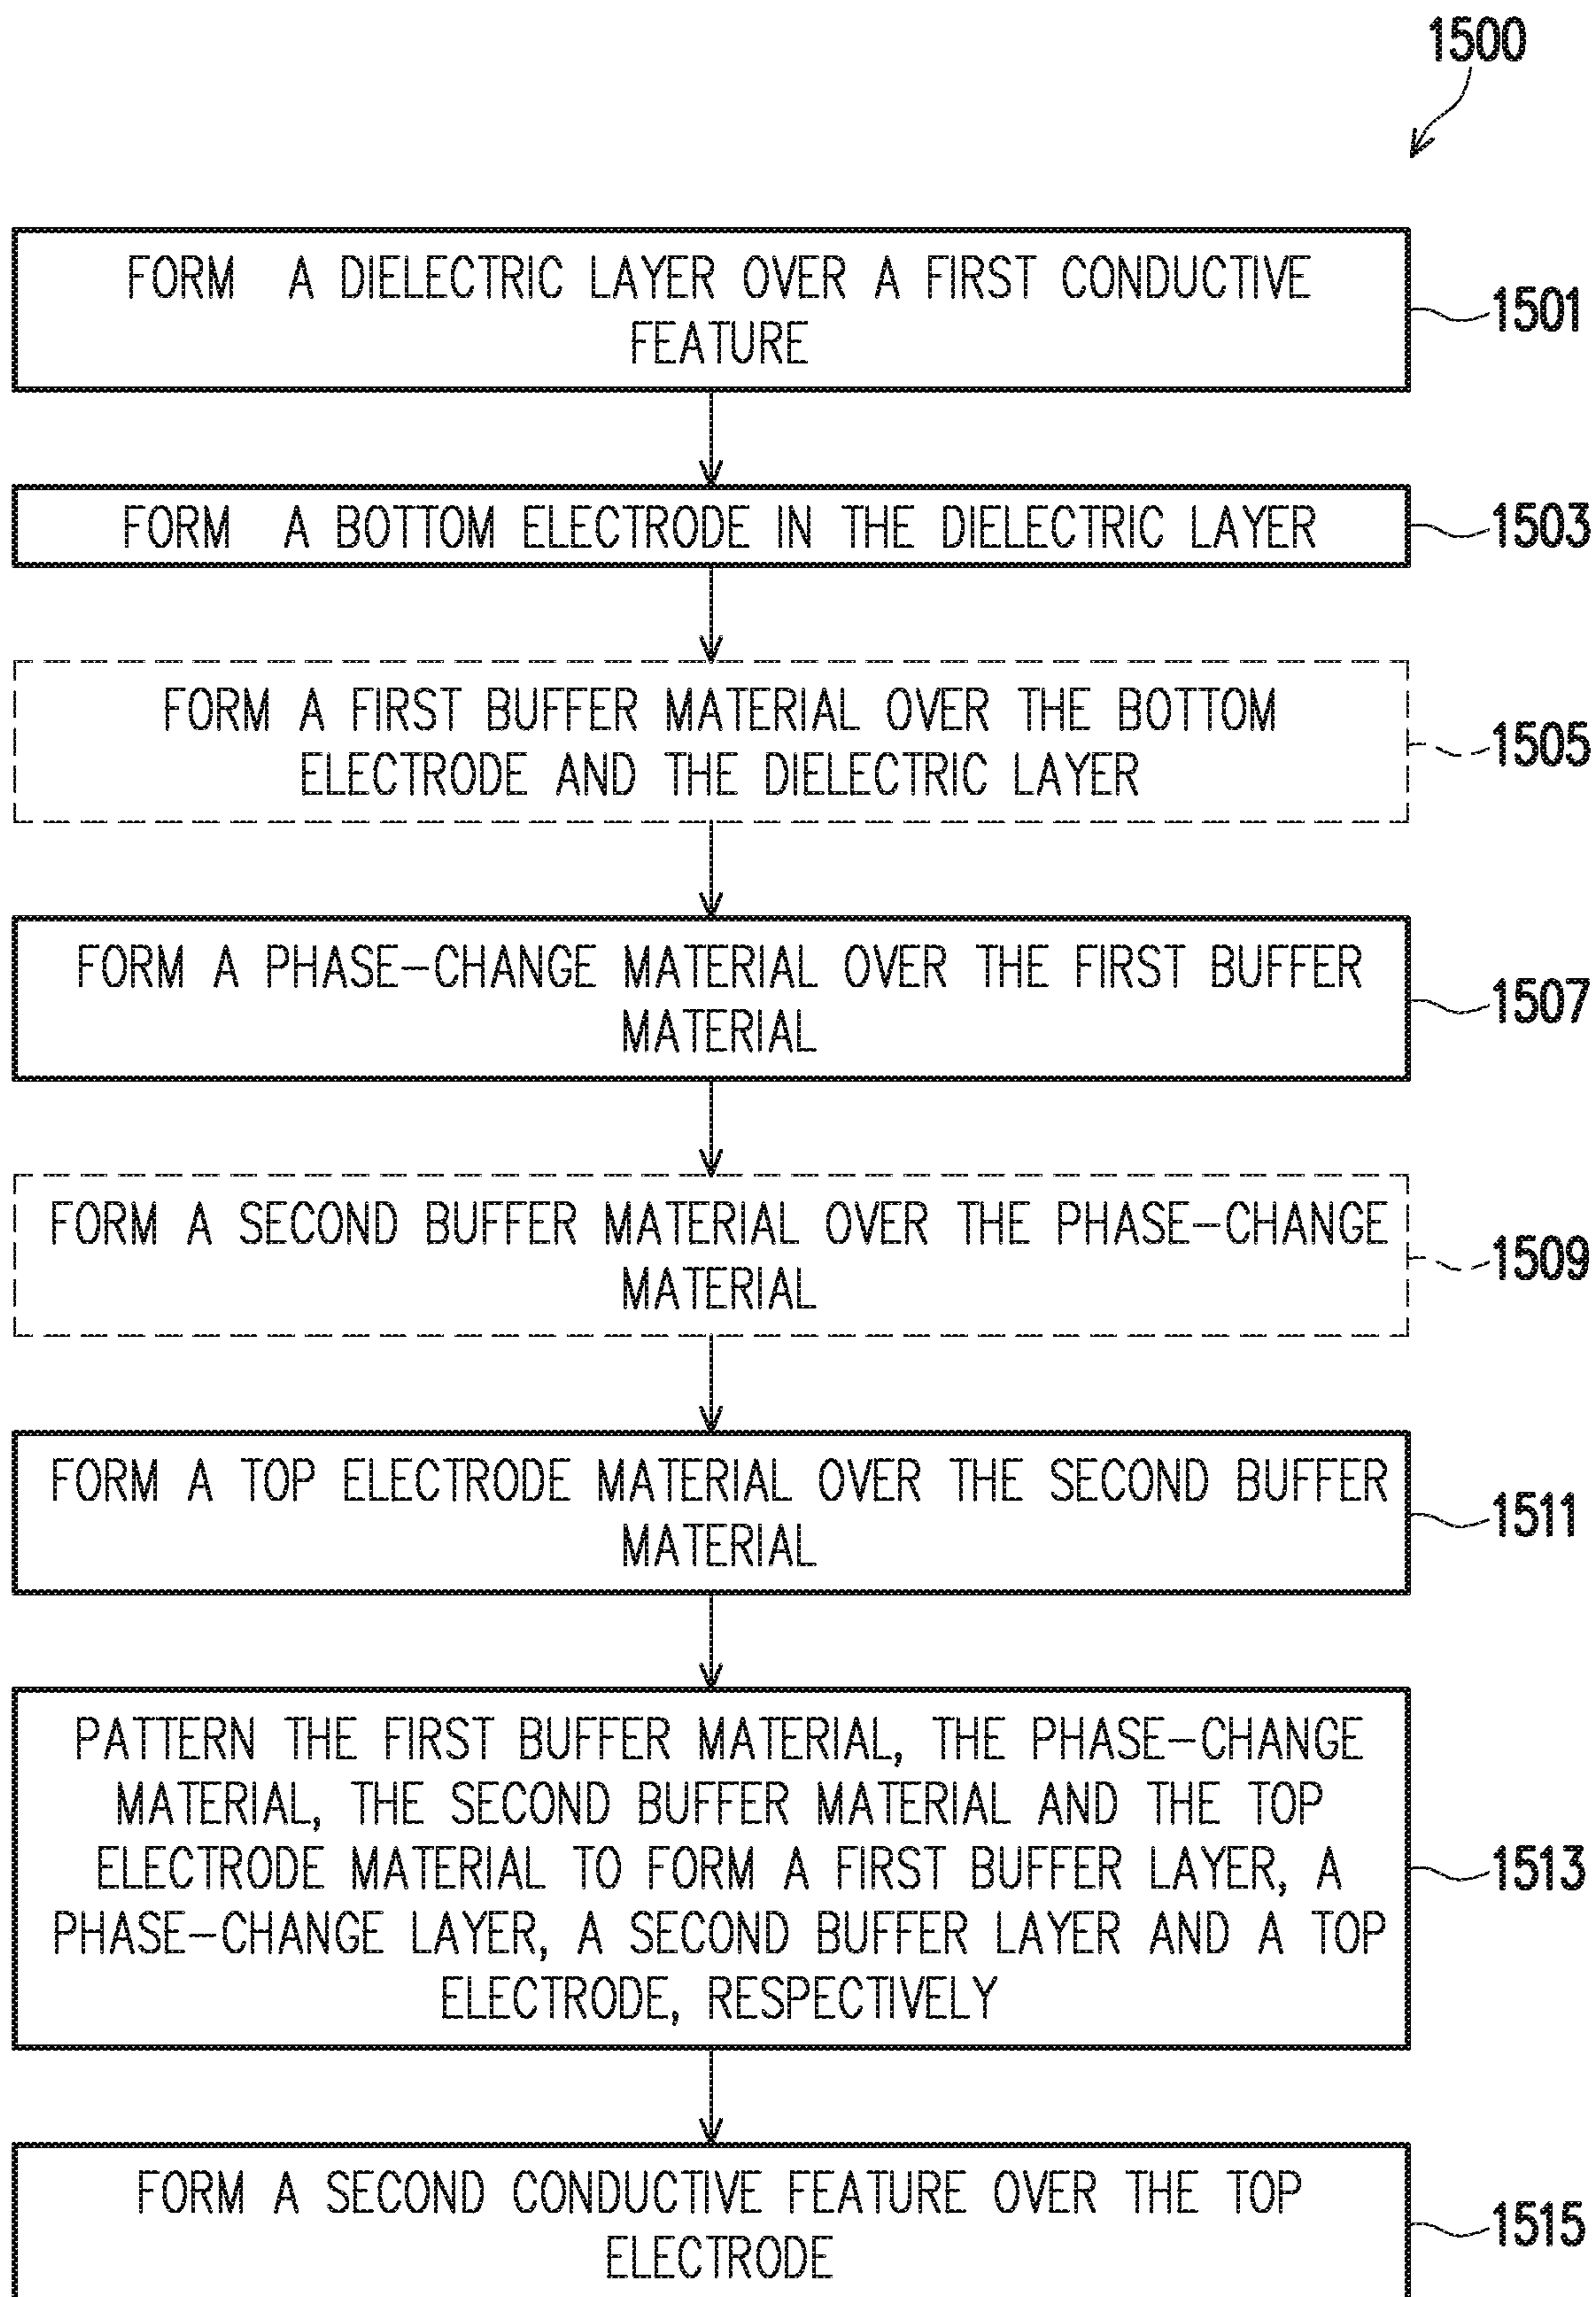 1500
FORM A DIELECTRIC LAYER OVER A FIRST CONDUCTIVE
FEATURE
1501
FORM A BOTTOM ELECTRODE IN THE DIELECTRIC LAYER
1503
FORM A FIRST BUFFER MATERIAL OVER THE BOTTOM
ELECTRODE AND THE DIELECTRIC LAYER
1505
FORM A PHASE-CHANGE MATERIAL OVER THE FIRST BUFFER
MATERIAL
1507
FORM A SECOND BUFFER MATERIAL OVER THE PHASE-CHANGE
MATERIAL
1509
FORM A TOP ELECTRODE MATERIAL OVER THE SECOND BUFFER
MATERIAL
1511
PATTERN THE FIRST BUFFER MATERIAL, THE PHASE-CHANGE
MATERIAL, THE SECOND BUFFER MATERIAL AND THE TOP
ELECTRODE MATERIAL TO FORM A FIRST BUFFER LAYER, A
PHASE-CHANGE LAYER, A SECOND BUFFER LAYER AND A TOP
ELECTRODE, RESPECTIVELY
1513
FORM A SECOND CONDUCTIVE FEATURE OVER THE TOP
ELECTRODE
1515